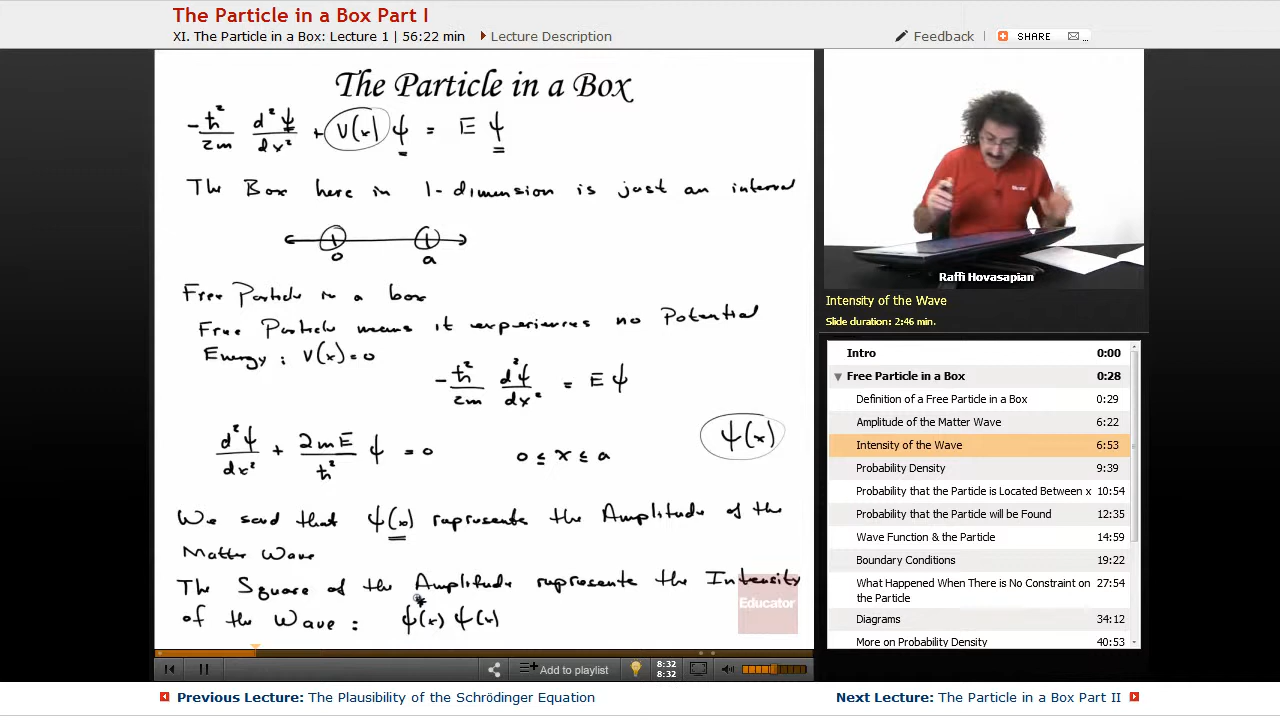 The Particle in a Box Part I
XI. The Particle in a Box: Lecture 1 | 56:22 min
Lecture Description
Feedback
SHARE
The Particle in a Box
-ħ²/2m d²ψ/dx² + V(x) ψ = E ψ
The Box here in 1-dimension is just an interval
0 a
Free Particle in a box
Free Particle means it experiences no Potential
Energy : V(x)=0
-ħ²/2m d²ψ/dx² = E ψ
d²ψ/dx² + 2mE/ħ² ψ = 0 0 ≤ x ≤ a ψ(x)
We said that ψ(x) represents the Amplitude of the
Matter Wave
The Square of the Amplitude represents the Intensity
of the Wave : ψ*(x) ψ(x)
Educator
Raffi Hovasapian
Intensity of the Wave
Slide duration: 2:46 min.
Intro 0:00
Free Particle in a Box 0:28
Definition of a Free Particle in a Box 0:29
Amplitude of the Matter Wave 6:22
Intensity of the Wave 6:53
Probability Density 9:39
Probability that the Particle is Located Between x 10:54
Probability that the Particle will be Found 12:35
Wave Function & the Particle 14:59
Boundary Conditions 19:22
What Happened When There is No Constraint on 27:54
the Particle
Diagrams 34:12
More on Probability Density 40:53
Add to playlist
8:32
8:32
Previous Lecture: The Plausibility of the Schrödinger Equation
Next Lecture: The Particle in a Box Part II